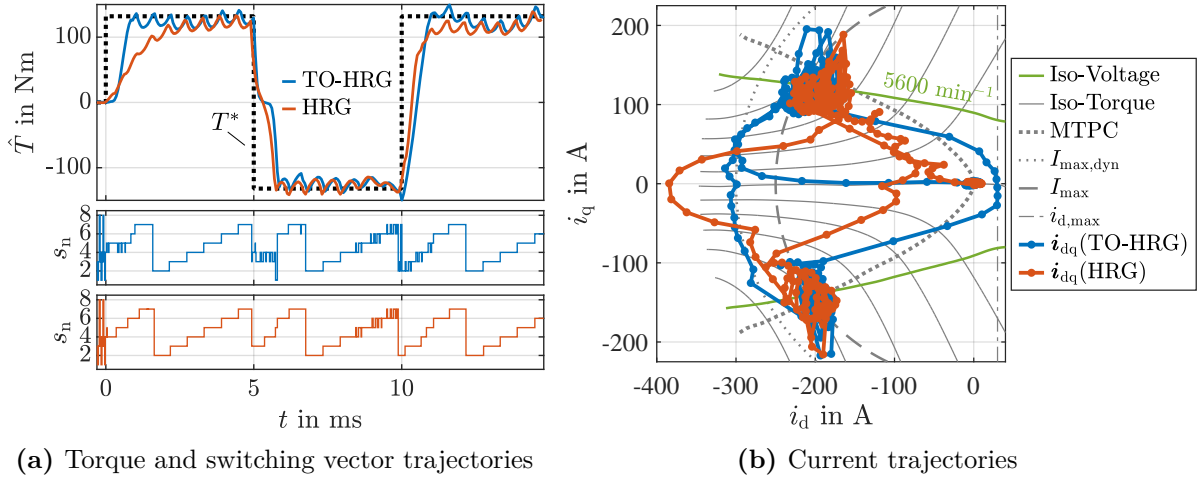 100
0
-100
T̂ in Nm
TO-HRG
HRG
T*
8
6
4
2
sₙ
8
6
4
2
sₙ
0
5
10
t in ms
(a) Torque and switching vector trajectories
200
100
0
-100
-200
i_q in A
5600 min⁻¹
-400
-300
-200
-100
0
i_d in A
Iso-Voltage
Iso-Torque
MTPC
I_max,dyn
I_max
i_d,max
i_dq(TO-HRG)
i_dq(HRG)
(b) Current trajectories